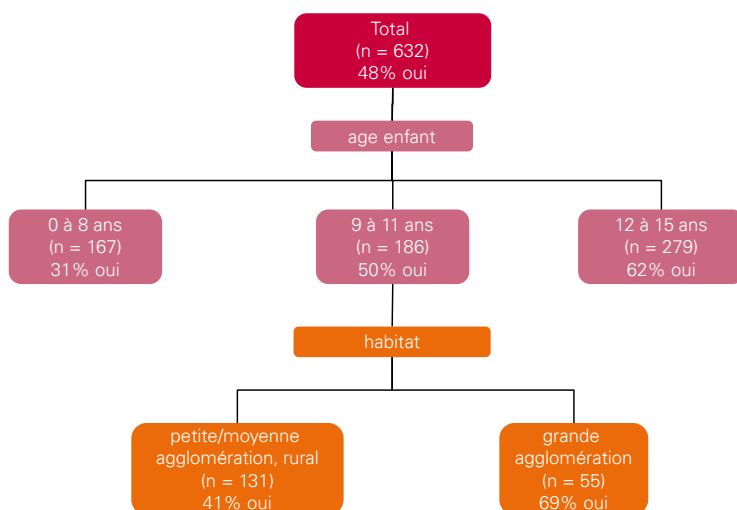 Total
(n = 632)
48% oui
age enfant
0 à 8 ans
(n = 167)
31% oui
9 à 11 ans
(n = 186)
50% oui
12 à 15 ans
(n = 279)
62% oui
habitat
petite/moyenne
agglomération, rural
(n = 131)
41% oui
grande
agglomération
(n = 55)
69% oui